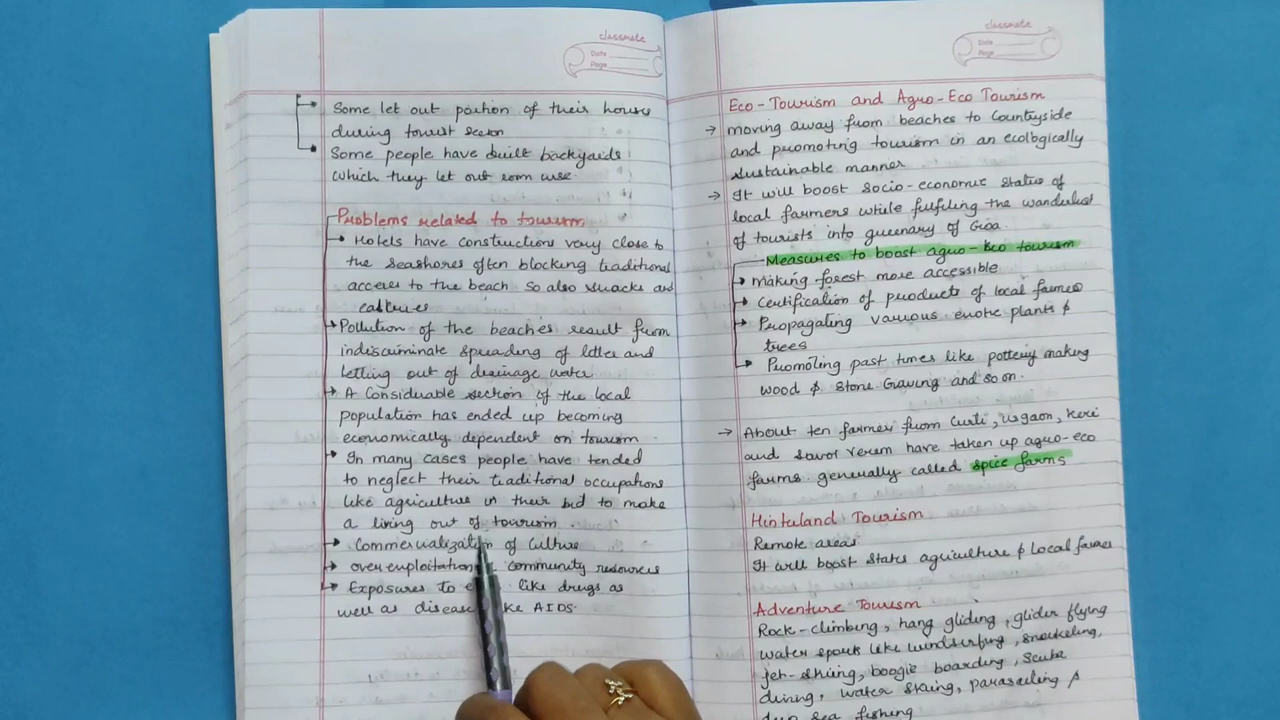 classmate
Date
Page
Some let out portion of their houses
during tourist season
Some people have built backyards
which they let out room wise.
Problems related to tourism
Hotels have constructions very close to
the seashores often blocking traditional
access to the beach so also shacks and
Pollution of the beaches result from
indiscriminate spreading of litter and
letting out of drainage water.
A considerable section of the local
population has ended up becoming
economically dependent on tourism.
In many cases people have tended
to neglect their traditional occupations
like agriculture in their bid to make
a living out of tourism.
Commercialization of Culture
over exploitation community resources
Exposures to like drugs as
well as AIDS.
classmate
Date
Page
Eco-Tourism and Agro-Eco Tourism
moving away from beaches to countryside
and promoting tourism in an ecologically
sustainable manner
It will boost socio-economic status of
local farmers while fulfiling the wanderlust
of tourists into greenary of Goa.
Measures to boost agro-Eco tourism
Making forest more accessible
Certification of products of local farmers
Propagating various exotic plants &
trees
Promoting past times like pottery making
wood & stone Craving and so on.
About ten farmers from Curti, Usgaon, Keri
and Savoi Verem have taken up agro-eco
farms generally called spice farms
Hinterland Tourism
Remote areas
It will boost states agriculture & local farmers
Adventure Tourism
Rock-climbing, hang gliding, glider flying
water sports like windsurfing, snorkeling,
jet-skiing, boogie boarding, scuba
diving, water skiing, parasailing &
deep sea fishing